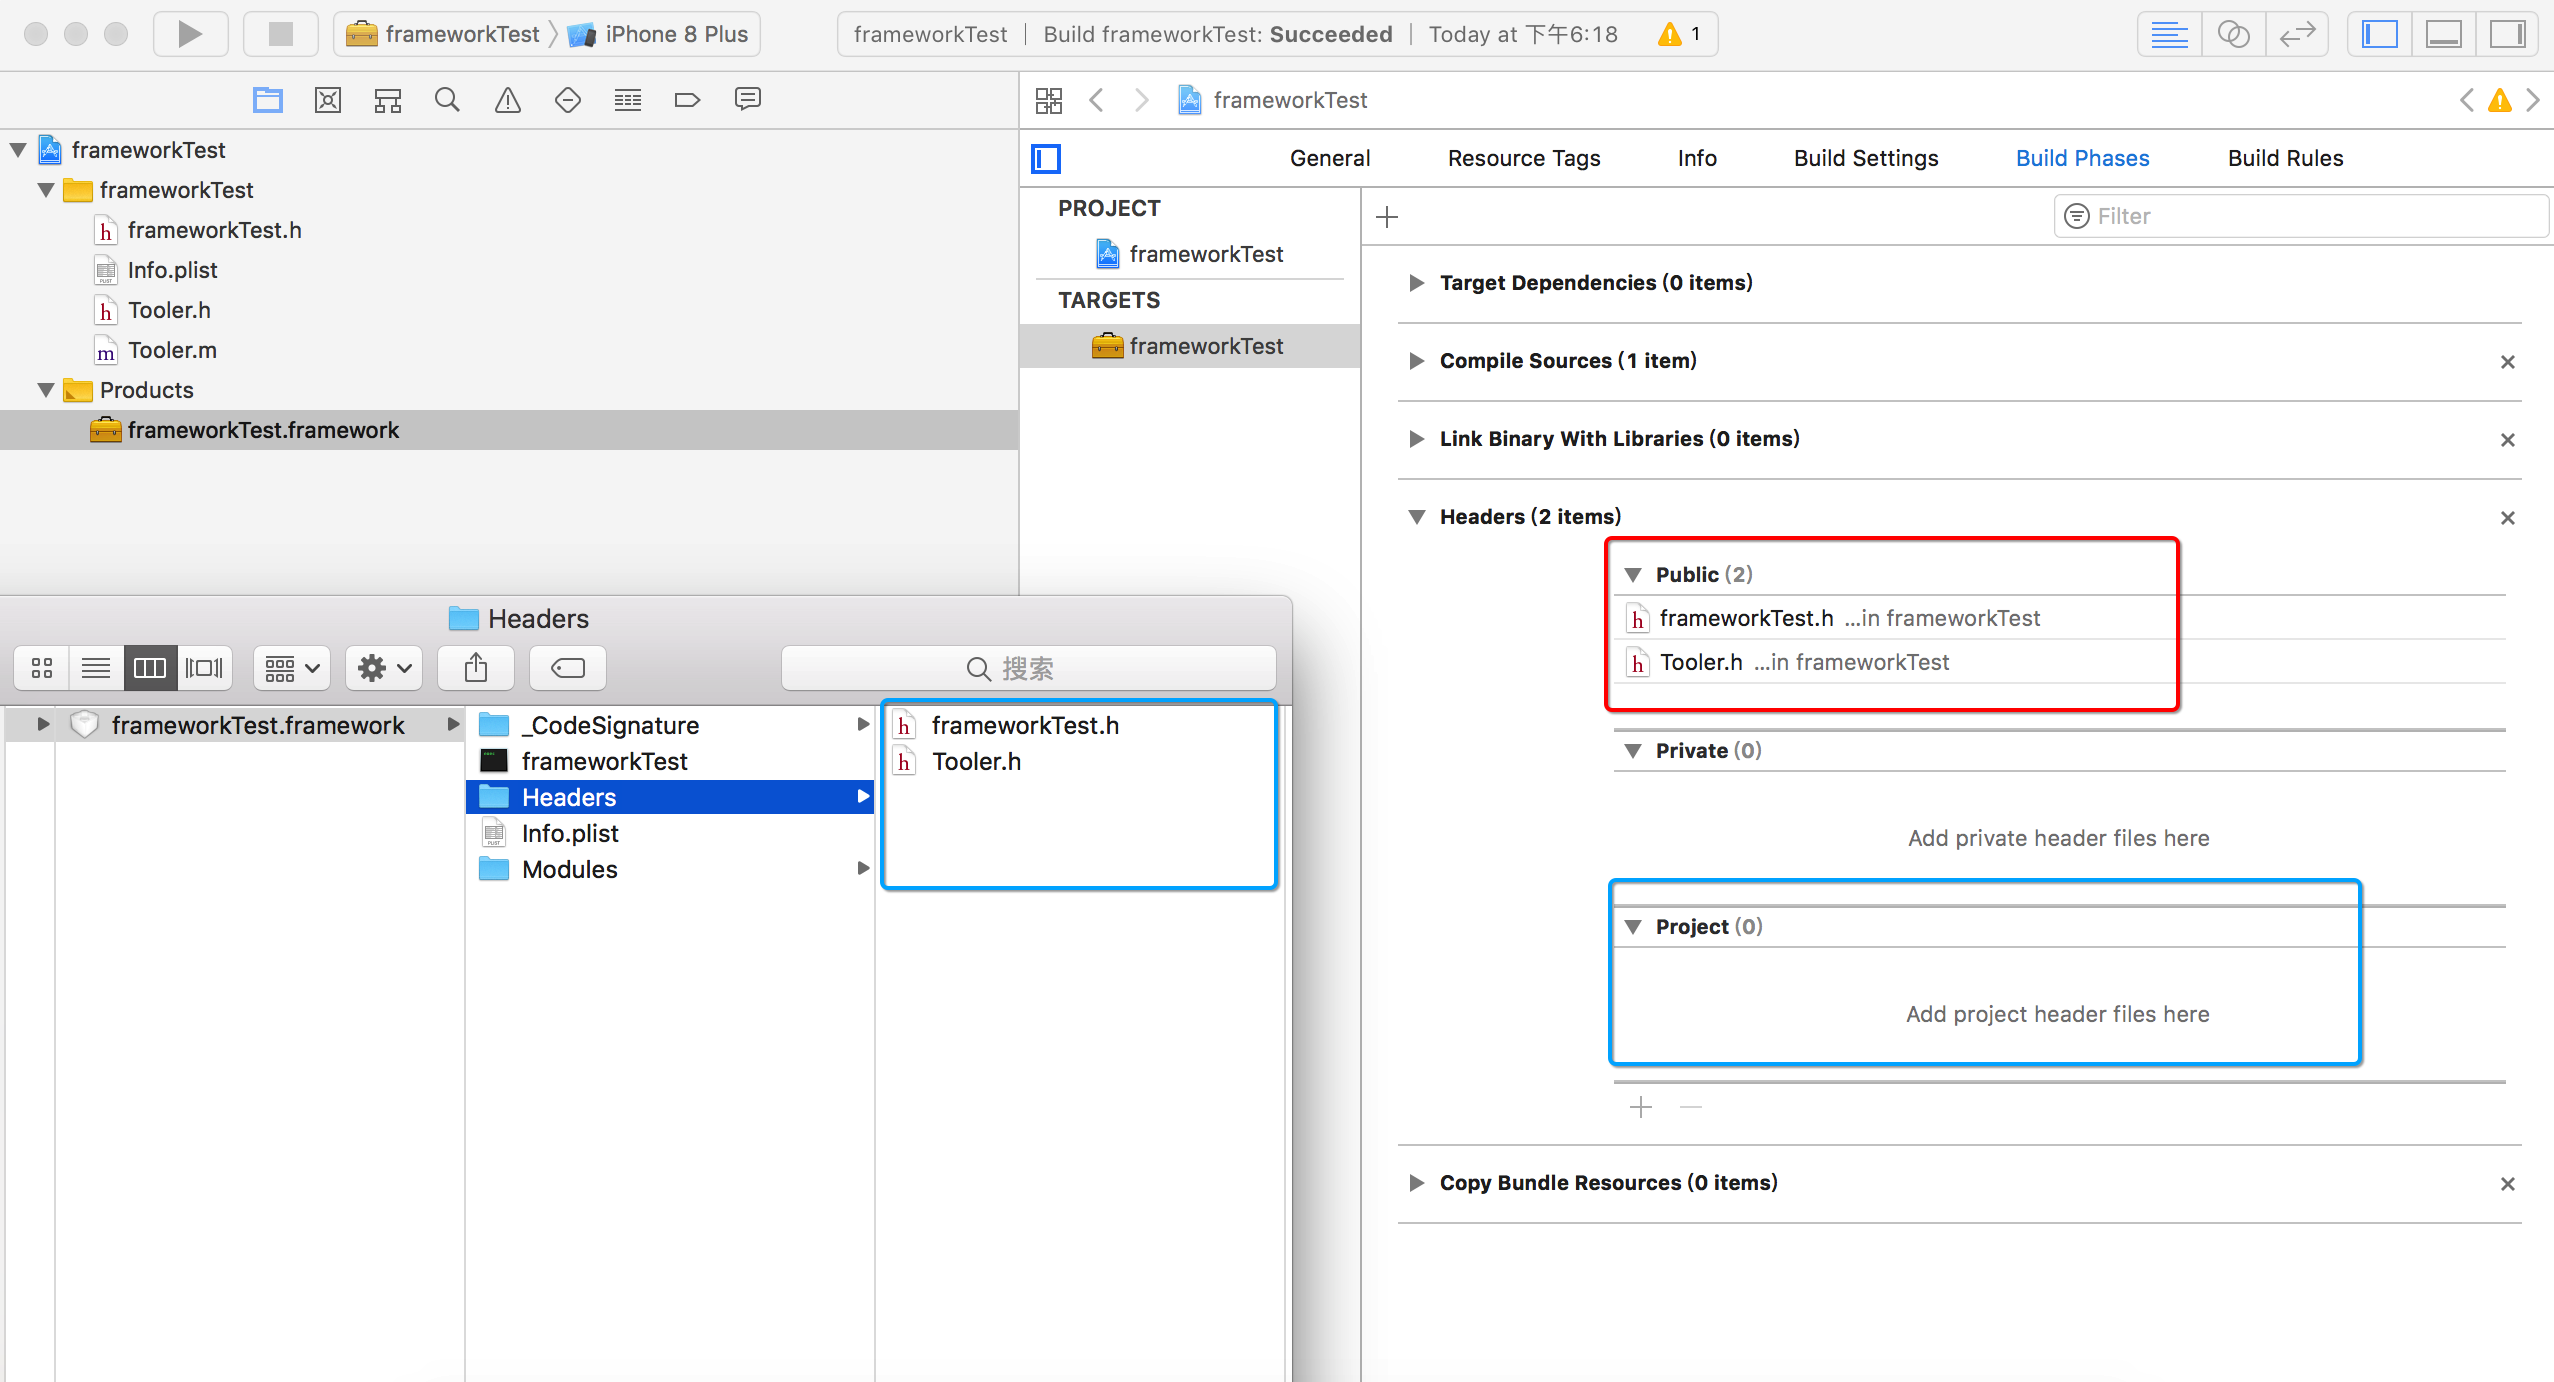 frameworkTest iPhone 8 Plus
frameworkTest | Build frameworkTest: Succeeded | Today at 下午6:18 1
frameworkTest
General Resource Tags Info Build Settings Build Phases Build Rules
frameworkTest
frameworkTest
frameworkTest.h
Info.plist
Tooler.h
Tooler.m
Products
frameworkTest.framework
PROJECT
frameworkTest
TARGETS
frameworkTest
Filter
Target Dependencies (0 items)
Compile Sources (1 item)
Link Binary With Libraries (0 items)
Headers (2 items)
Public (2)
frameworkTest.h ...in frameworkTest
Tooler.h ...in frameworkTest
Private (0)
Add private header files here
Project (0)
Add project header files here
Copy Bundle Resources (0 items)
Headers
搜索
frameworkTest.framework
_CodeSignature
frameworkTest
Headers
Info.plist
Modules
frameworkTest.h
Tooler.h